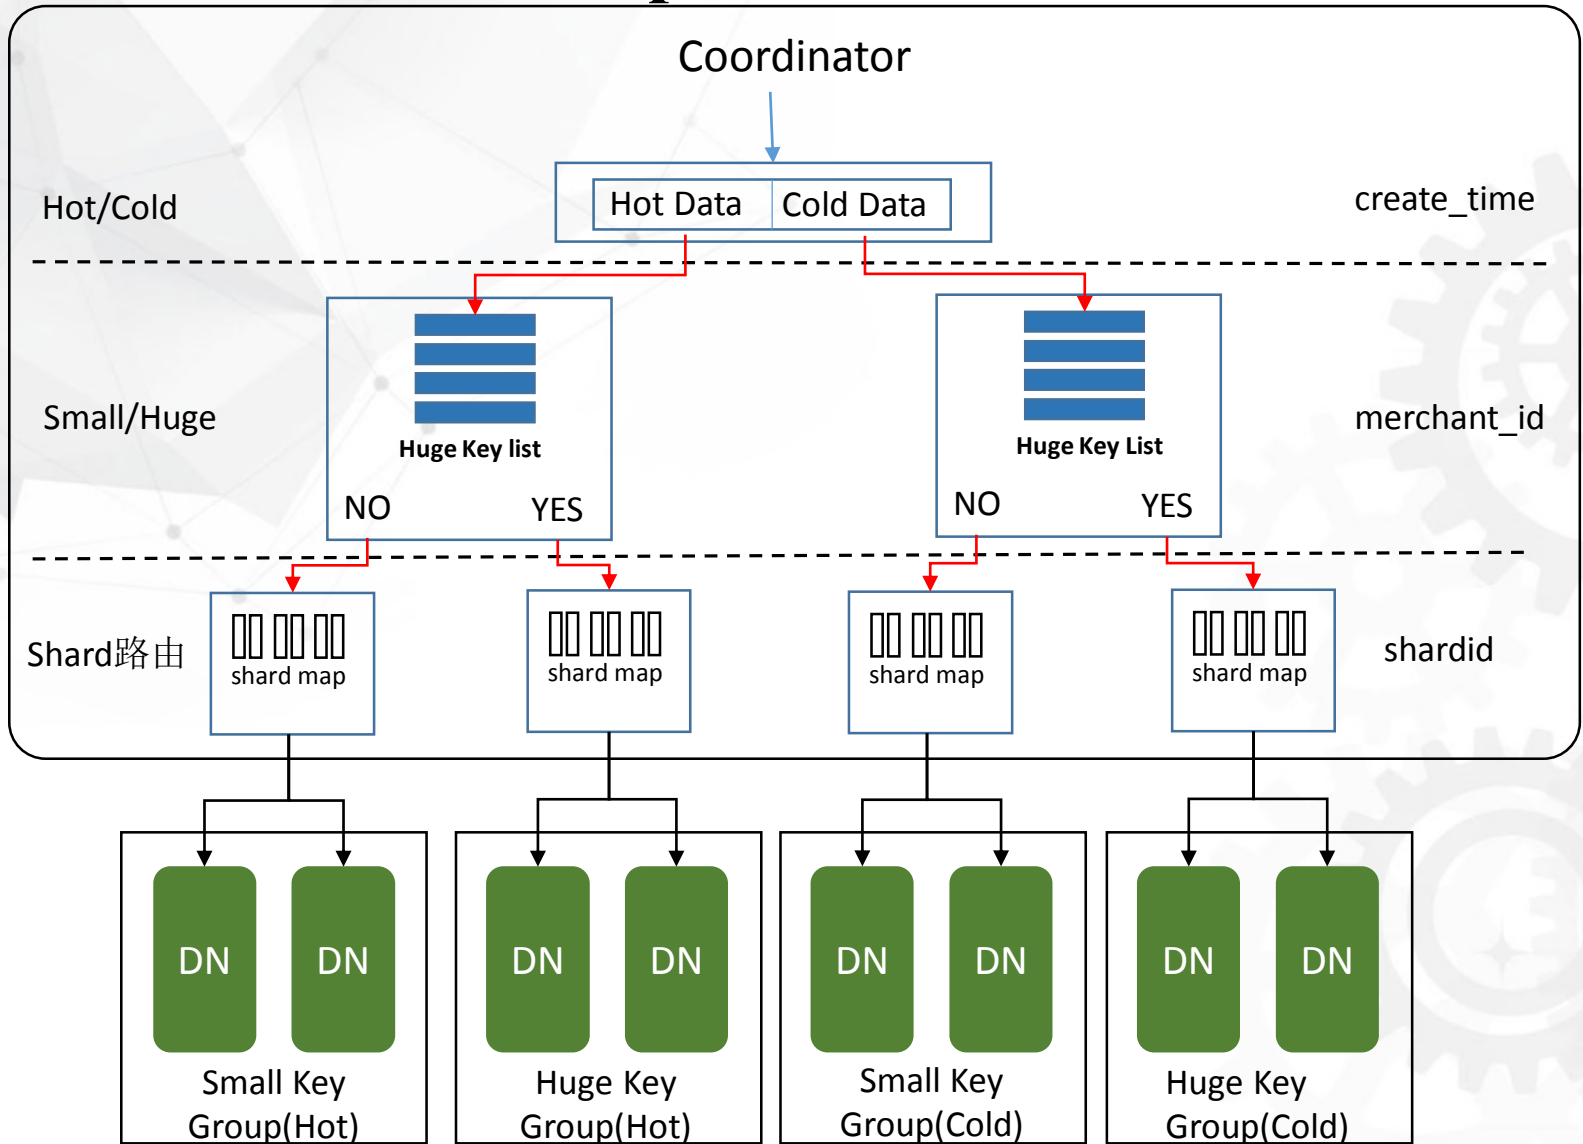 Coordinator
Hot/Cold
Hot Data
Cold Data
create_time
Small/Huge
Huge Key list
NO
YES
Huge Key List
NO
YES
merchant_id
Shard路由
shard map
shard map
shard map
shard map
shardid
DN
DN
DN
DN
DN
DN
DN
DN
Small Key
Group(Hot)
Huge Key
Group(Hot)
Small Key
Group(Cold)
Huge Key
Group(Cold)